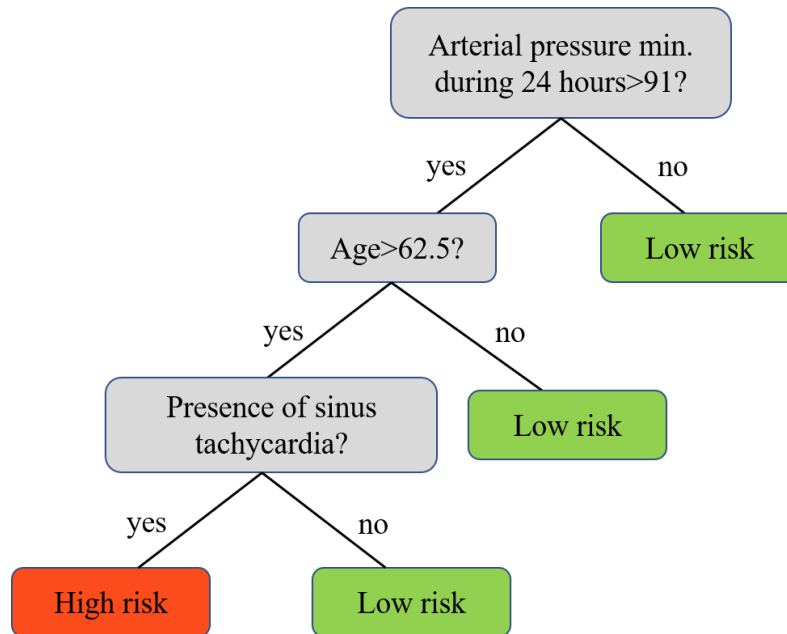 Arterial pressure min.
during 24 hours>91?
yes
no
Age>62.5?
Low risk
yes
no
Presence of sinus
tachycardia?
Low risk
yes
no
High risk
Low risk